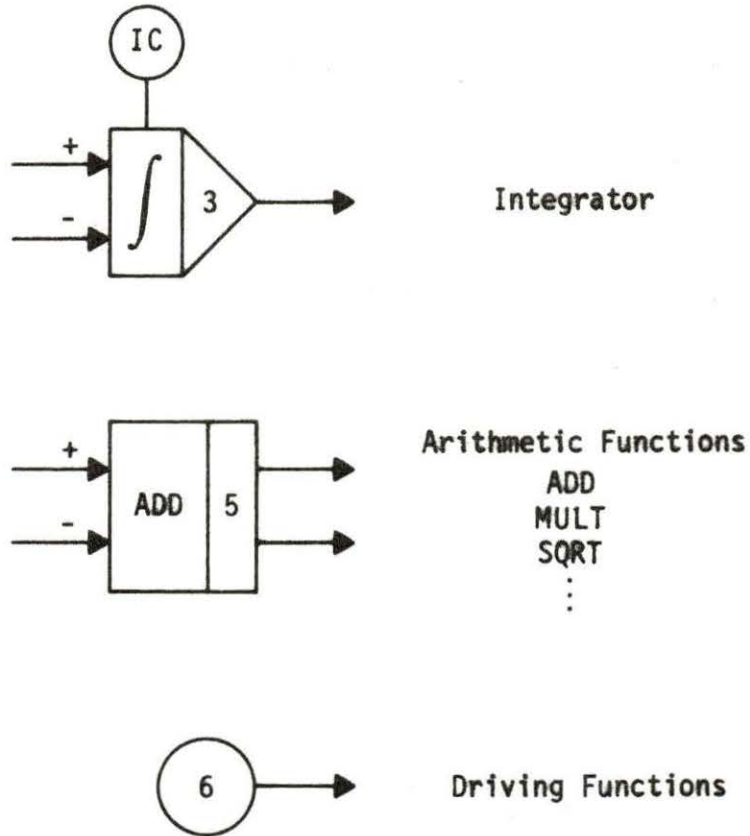 IC
+
-
∫
3
Integrator
+
-
ADD
5
Arithmetic Functions
ADD
MULT
SQRT
⋮
6
Driving Functions